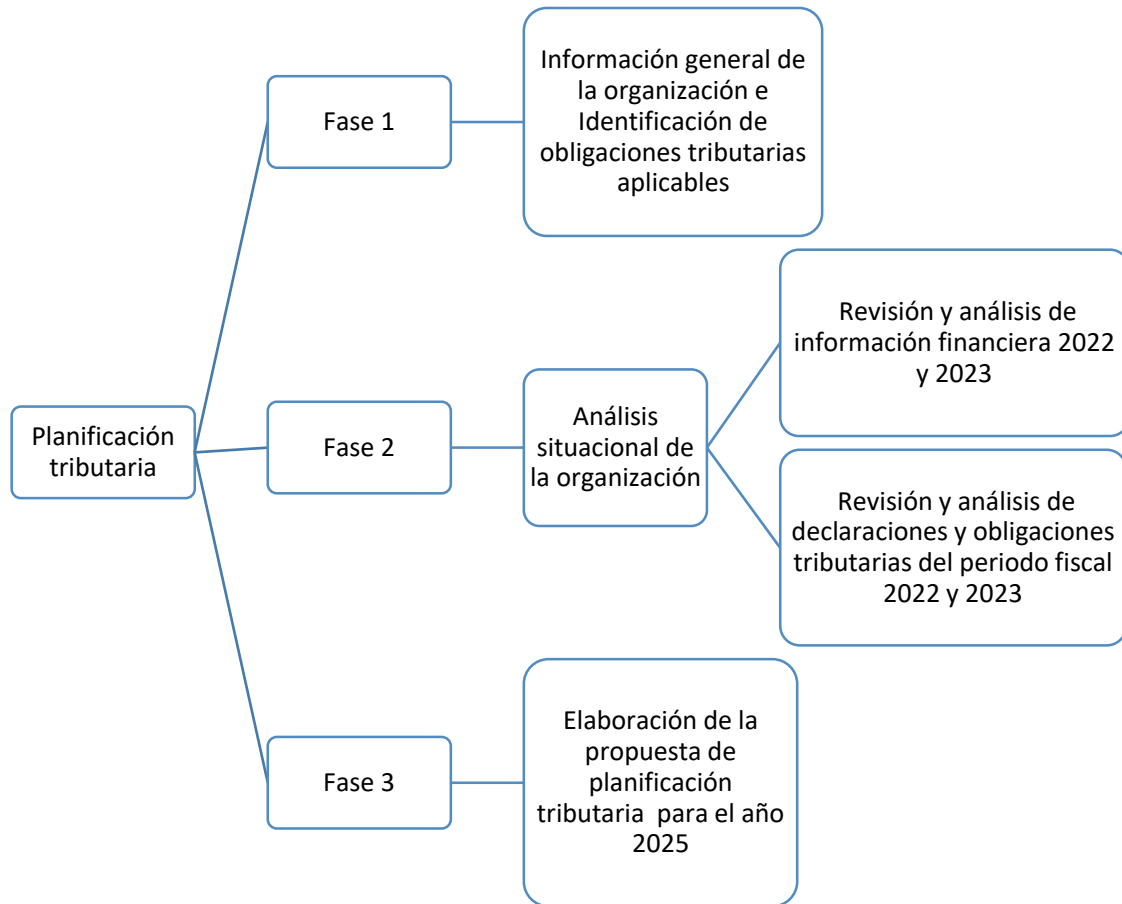 Planificación
tributaria
Fase 1
Información general de
la organización e
Identificación de
obligaciones tributarias
aplicables
Fase 2
Análisis
situacional de
la organización
Revisión y análisis de
información financiera 2022
y 2023
Revisión y análisis de
declaraciones y obligaciones
tributarias del periodo fiscal
2022 y 2023
Fase 3
Elaboración de la
propuesta de
planificación
tributaria  para el año
2025